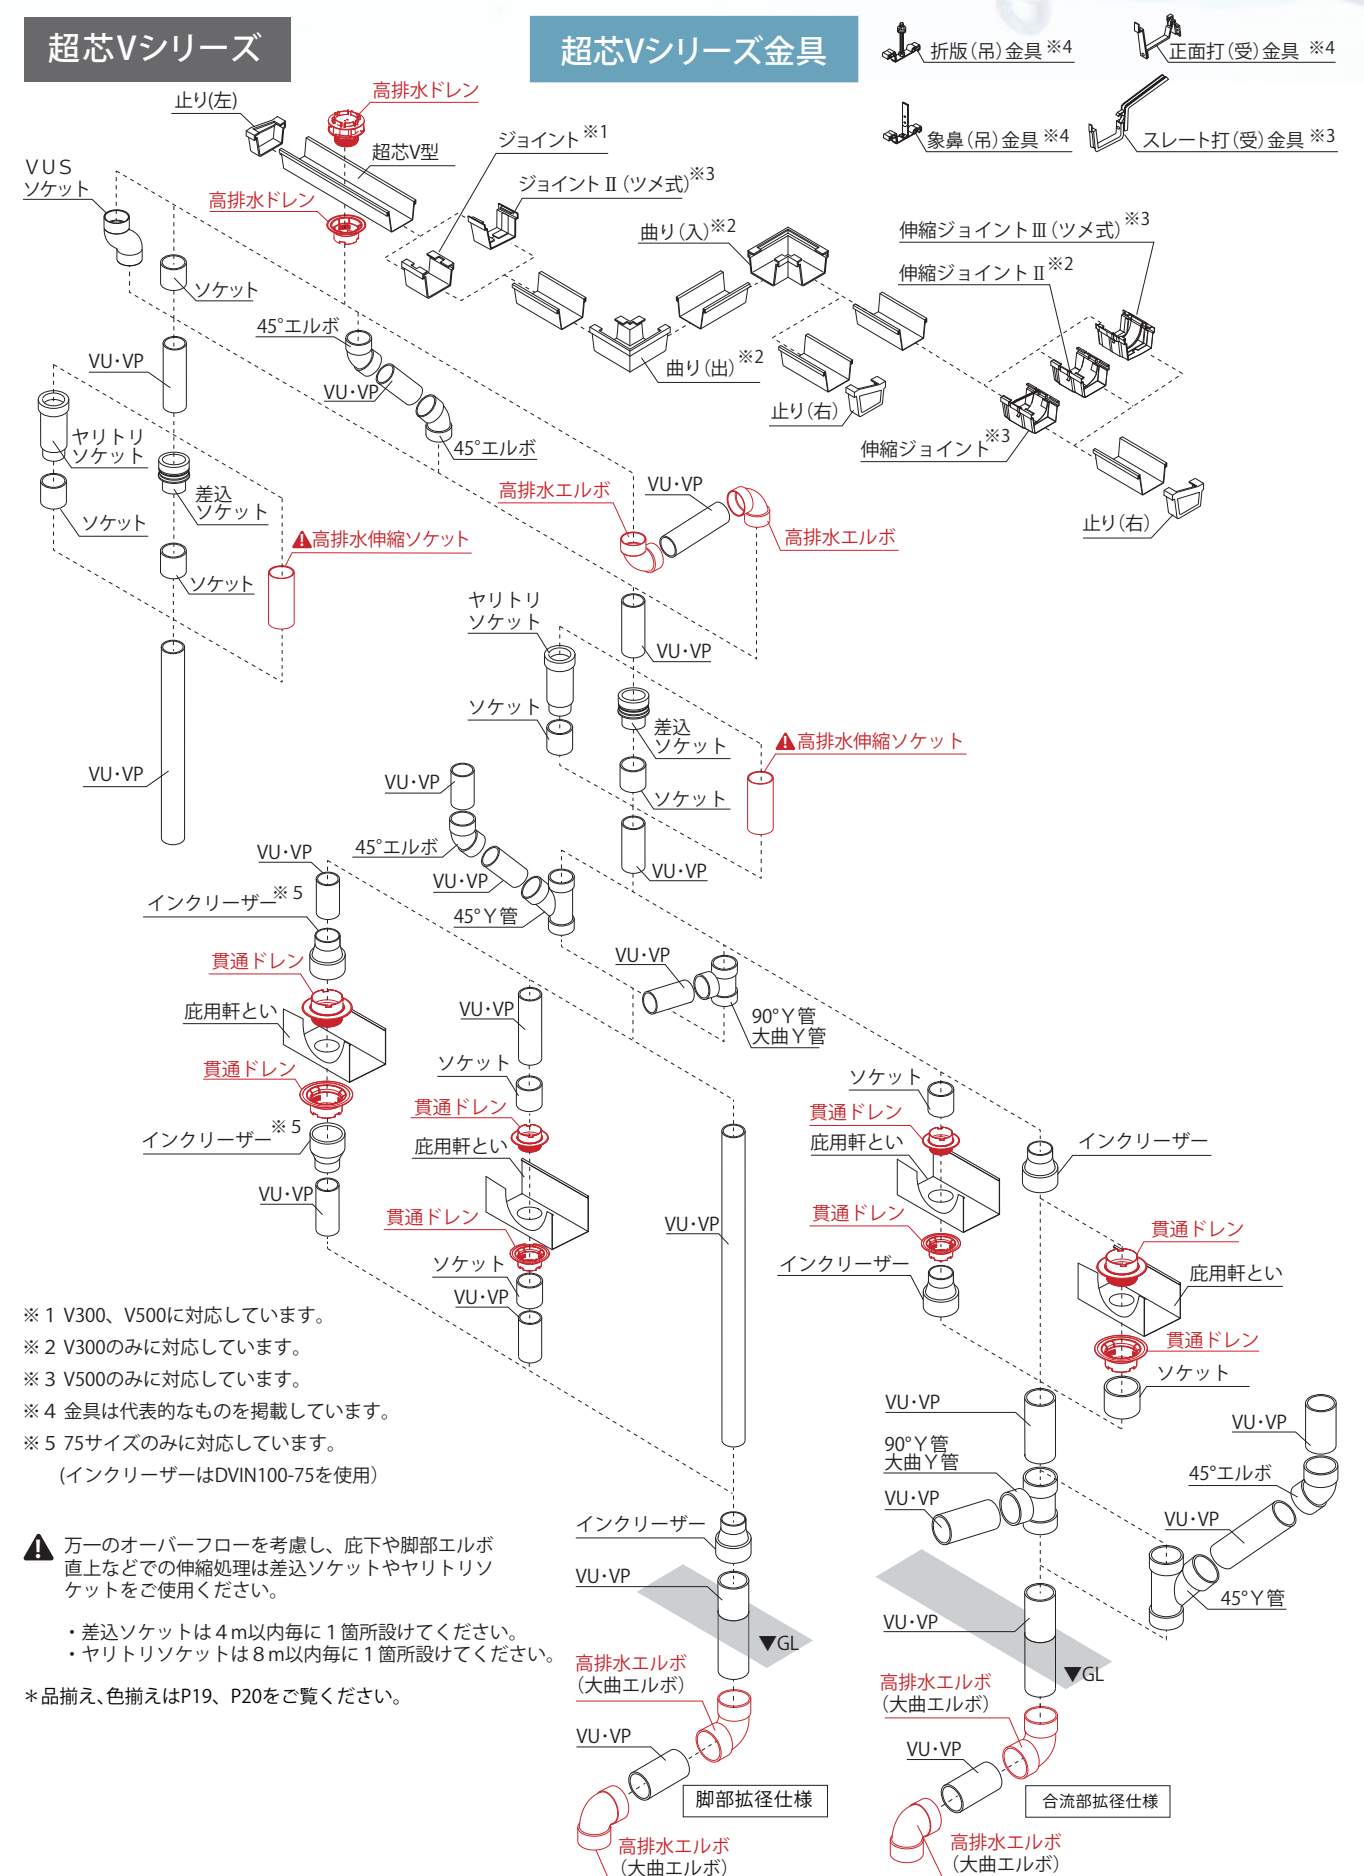 超芯Vシリーズ
超芯Vシリーズ金具
折版(吊)金具 ※4
正面打(受)金具 ※4
象鼻(吊)金具 ※4
スレート打(受)金具 ※3
止り(左)
高排水ドレン
超芯V型
ジョイント※1
ジョイント Ⅱ (ツメ式)※3
VUS
ソケット
高排水ドレン
曲り(入)※2
伸縮ジョイント Ⅲ (ツメ式)※3
伸縮ジョイント Ⅱ※2
ソケット
45°エルボ
VU・VP
VU・VP
曲り(出)※2
止り(右)
伸縮ジョイント※3
ヤリトリ
ソケット
45°エルボ
差込
ソケット
ソケット
高排水エルボ
VU・VP
高排水エルボ
止り(右)
高排水伸縮ソケット
ソケット
ヤリトリ
ソケット
VU・VP
ソケット
差込
ソケット
高排水伸縮ソケット
VU・VP
VU・VP
ソケット
45°エルボ
VU・VP
VU・VP
VU・VP
インクリーザー※5
45°Y管
貫通ドレン
VU・VP
庇用軒とい
VU・VP
90°Y管
大曲Y管
貫通ドレン
ソケット
ソケット
貫通ドレン
貫通ドレン
インクリーザー※5
庇用軒とい
庇用軒とい
インクリーザー
VU・VP
貫通ドレン
VU・VP
貫通ドレン
貫通ドレン
ソケット
インクリーザー
庇用軒とい
VU・VP
貫通ドレン
ソケット
※1 V300、V500に対応しています。
※2 V300のみに対応しています。
※3 V500のみに対応しています。
※4 金具は代表的なものを掲載しています。
※5 75サイズのみに対応しています。
(インクリーザーはDVIN100-75を使用)
VU・VP
90°Y管
大曲Y管
VU・VP
VU・VP
45°エルボ
VU・VP
インクリーザー
万一のオーバーフローを考慮し、庇下や脚部エルボ
直上などでの伸縮処理は差込ソケットやヤリトリソ
ケットをご使用ください。
・差込ソケットは4m以内毎に1箇所設けてください。
・ヤリトリソケットは8m以内毎に1箇所設けてください。
*品揃え、色揃えはP19、P20をご覧ください。
VU・VP
45°Y管
VU・VP
▼GL
▼GL
高排水エルボ
(大曲エルボ)
高排水エルボ
(大曲エルボ)
VU・VP
VU・VP
脚部拡径仕様
合流部拡径仕様
高排水エルボ
(大曲エルボ)
高排水エルボ
(大曲エルボ)